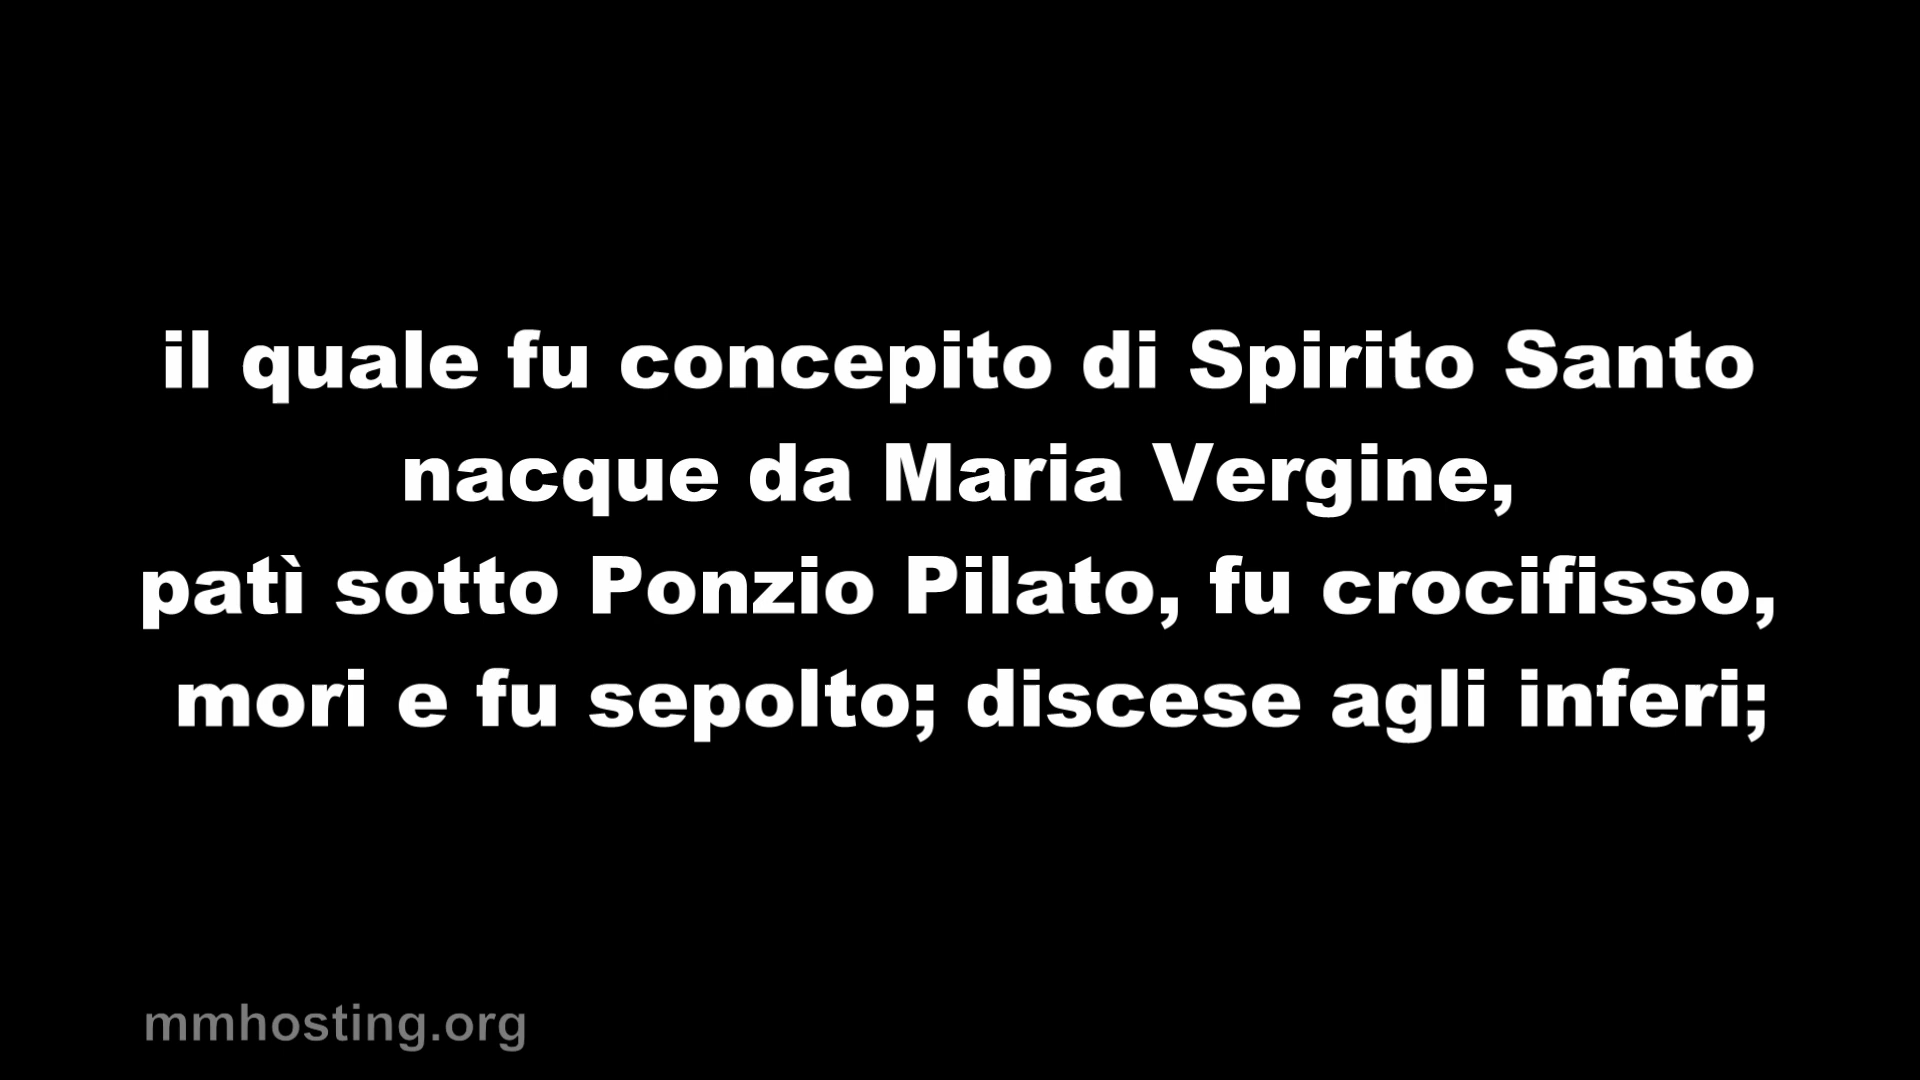 il quale fu concepito di Spirito Santo
nacque da Maria Vergine,
patì sotto Ponzio Pilato, fu crocifisso,
mori e fu sepolto; discese agli inferi;
mmhosting.org